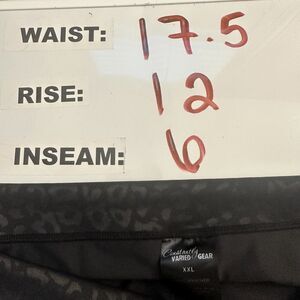 WAIST: 17.5
RISE: 12
INSEAM: 6
Constantly
VARIED GEAR
XXL